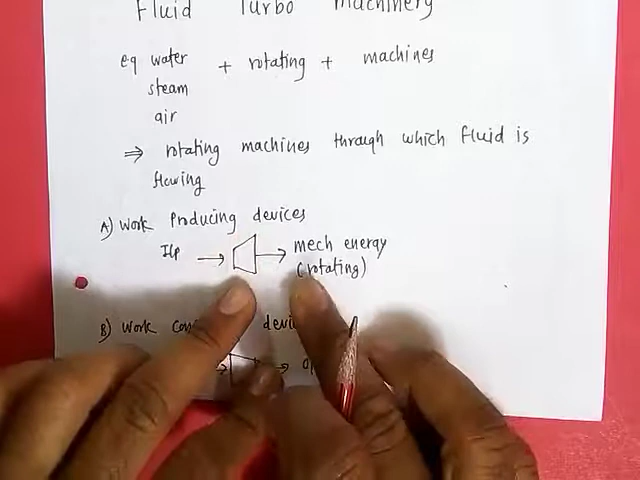 Fluid Turbo Machinery
eg water + rotating + machines
steam
air
⇒ rotating machines through which fluid is
flowing
A) Work Producing devices
I/p → → mech energy
(rotating)
B) Work